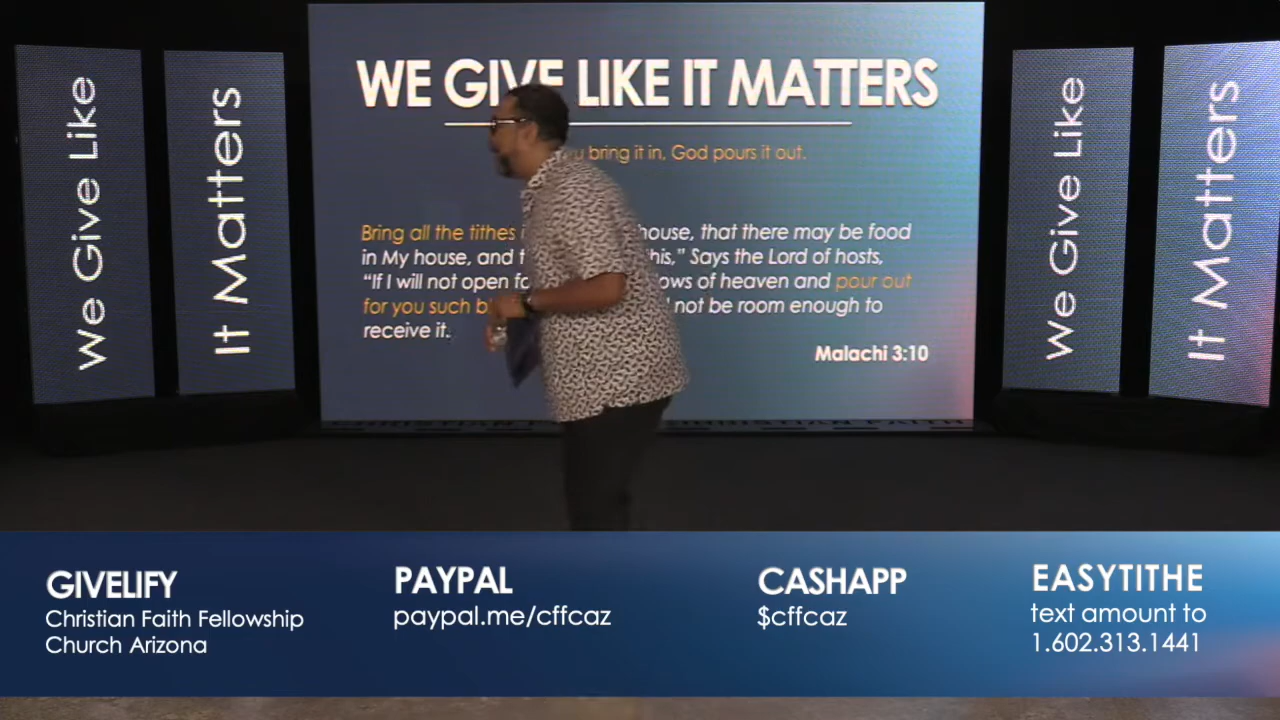 We Give Like
It Matters
WE GIVE LIKE IT MATTERS
bring it in, God pours it out.
Bring all the tithes house, that there may be food
in My house, and Says the Lord of hosts,
“If I will not open of heaven and pour out
for you such not be room enough to
receive it.
Malachi 3:10
CHRISTIAN FAITH
We Give Like
It Matters
GIVELIFY
Christian Faith Fellowship
Church Arizona
PAYPAL
paypal.me/cffcaz
CASHAPP
$cffcaz
EASYTITHE
text amount to
1.602.313.1441